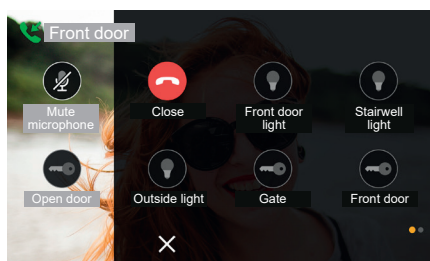 Front door
Mute
microphone
Close
Front door
light
Stairwell
light
Open door
Outside light
Gate
Front door